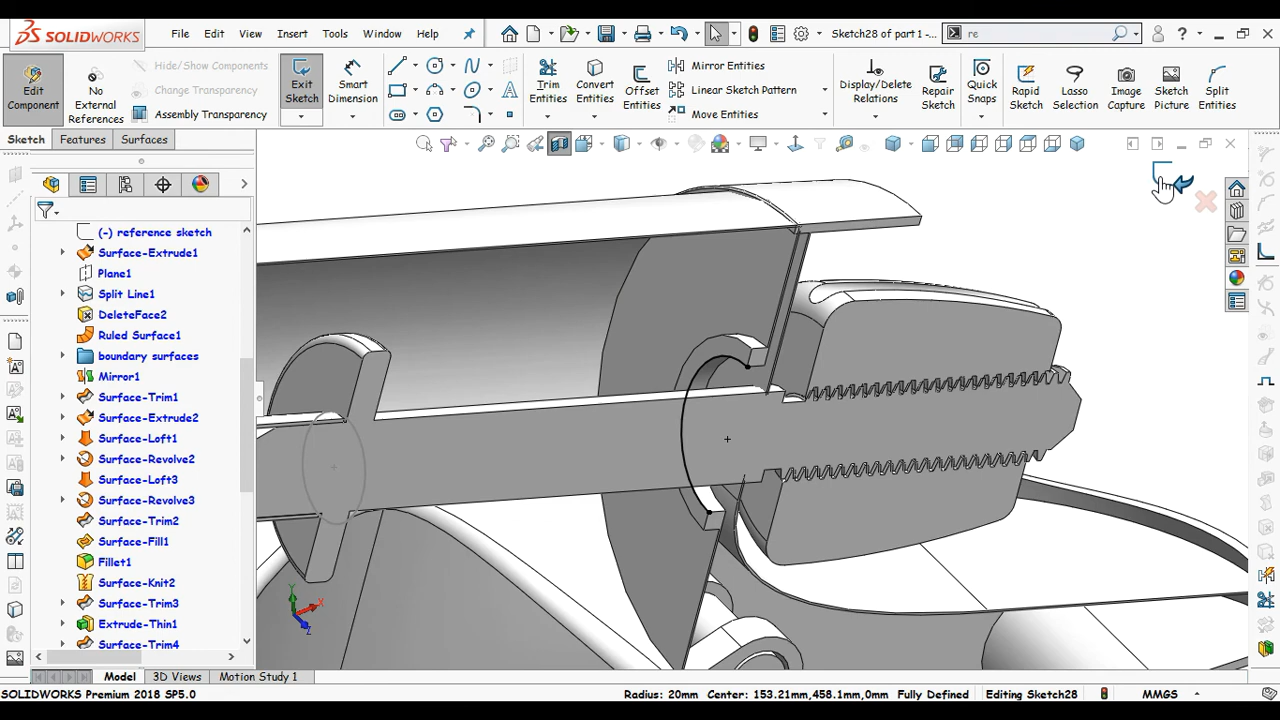 SOLIDWORKS
File
Edit
View
Insert
Tools
Window
Help
Sketch28 of part 1 -...
re
Edit
Component
No
External
References
Hide/Show Components
Change Transparency
Assembly Transparency
Exit
Sketch
Smart
Dimension
Trim
Entities
Convert
Entities
Offset
Entities
Mirror Entities
Linear Sketch Pattern
Move Entities
Display/Delete
Relations
Repair
Sketch
Quick
Snaps
Rapid
Sketch
Lasso
Selection
Image
Capture
Sketch
Picture
Split
Entities
Sketch
Features
Surfaces
(-) reference sketch
Surface-Extrude1
Plane1
Split Line1
DeleteFace2
Ruled Surface1
boundary surfaces
Mirror1
Surface-Trim1
Surface-Extrude2
Surface-Loft1
Surface-Revolve2
Surface-Loft3
Surface-Revolve3
Surface-Trim2
Surface-Fill1
Fillet1
Surface-Knit2
Surface-Trim3
Extrude-Thin1
Surface-Trim4
Y
X
Z
Model
3D Views
Motion Study 1
SOLIDWORKS Premium 2018 SP5.0
Radius: 20mm
Center: 153.21mm,458.1mm,0mm
Fully Defined
Editing Sketch28
MMGS